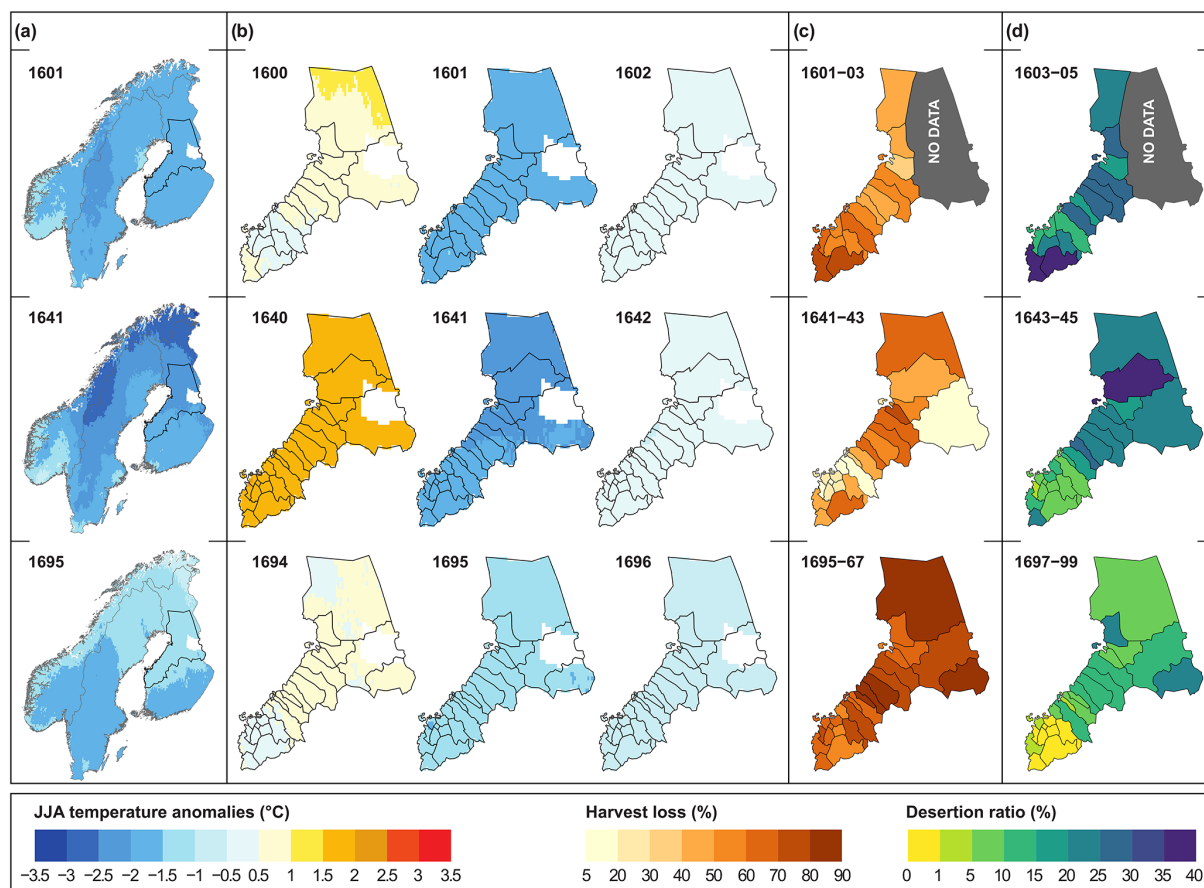 (a) (b) (c) (d)
1601 1600 1601 1602 1601–03 1603–05
NO DATA NO DATA
1641 1640 1641 1642 1641–43 1643–45
1695 1694 1695 1696 1695–67 1697–99
JJA temperature anomalies (°C) Harvest loss (%) Desertion ratio (%)
−3.5 −3 −2.5 −2 −1.5 −1 −0.5 0.5 1 1.5 2 2.5 3 3.5 5 20 30 40 50 60 70 80 90 0 1 5 10 15 20 25 30 35 40